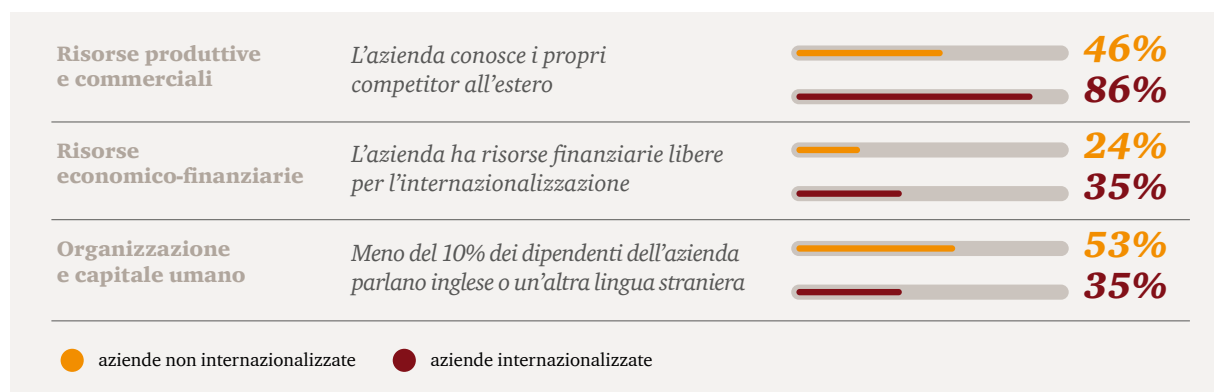 Risorse produttive
e commerciali
L’azienda conosce i propri
competitor all’estero
46%
86%
Risorse
economico-finanziarie
L’azienda ha risorse finanziarie libere
per l’internazionalizzazione
24%
35%
Organizzazione
e capitale umano
Meno del 10% dei dipendenti dell’azienda
parlano inglese o un’altra lingua straniera
53%
35%
aziende non internazionalizzate
aziende internazionalizzate